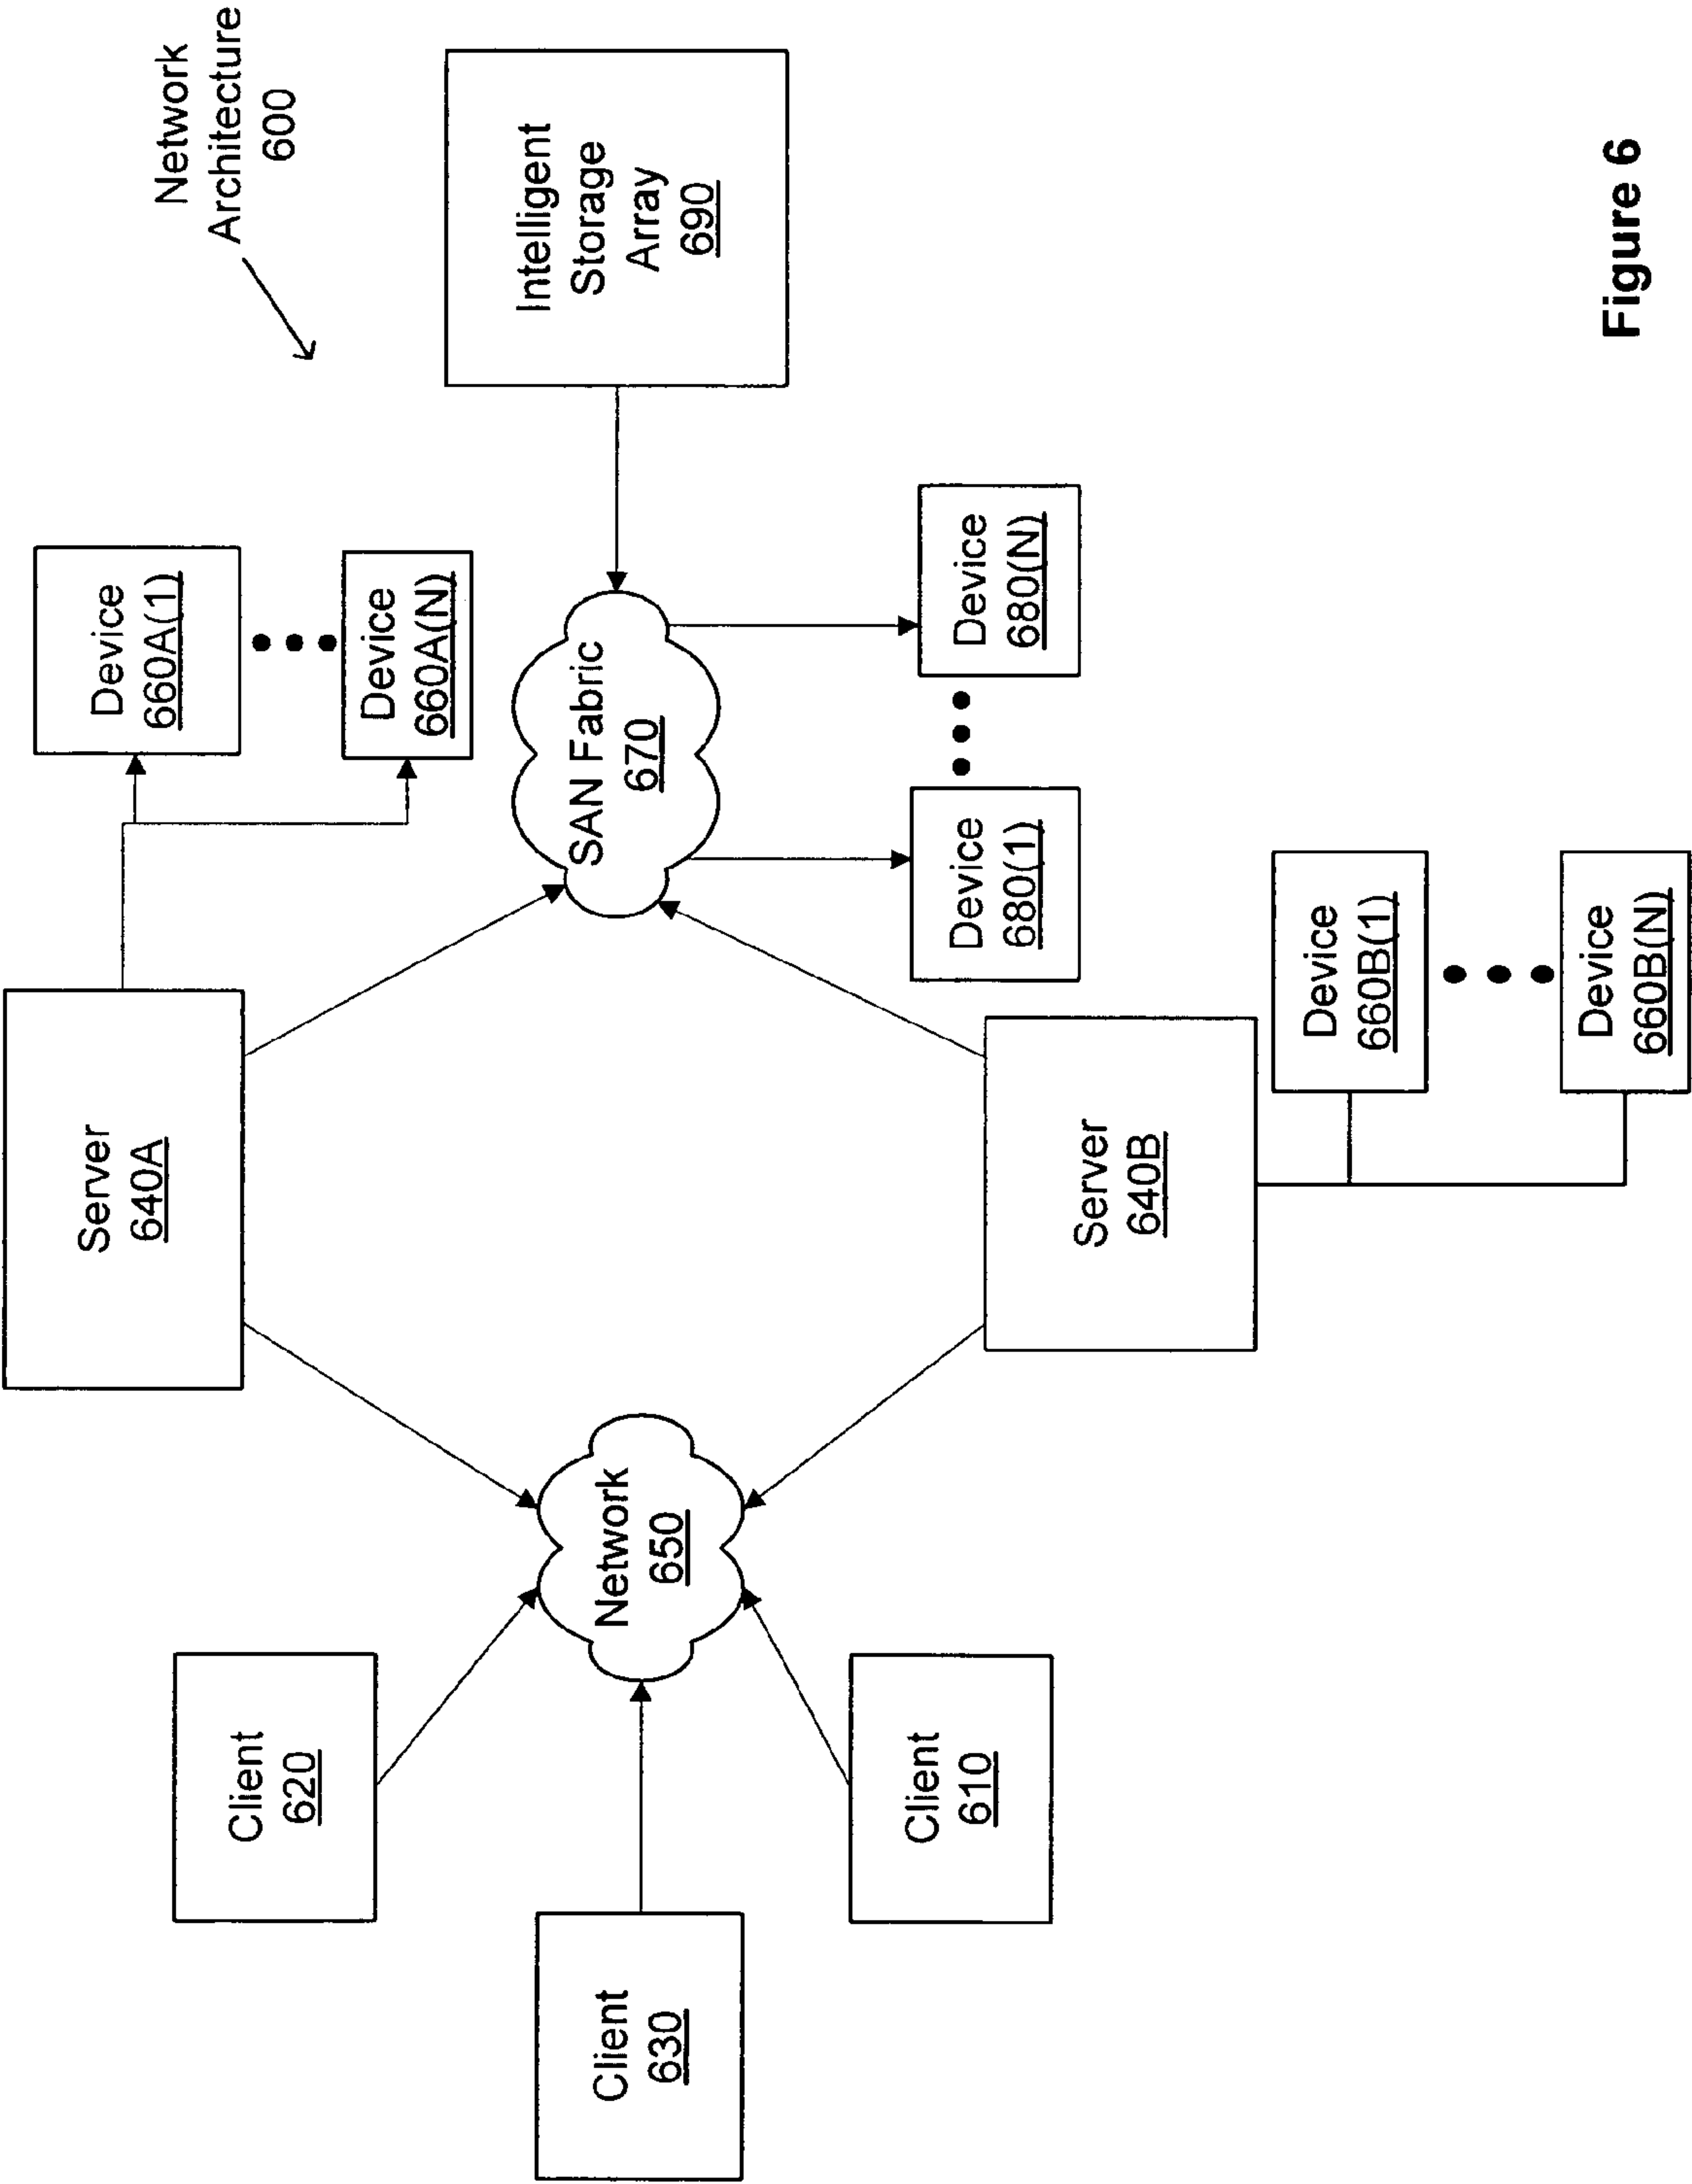 Network
Architecture
600
Device
660A(1)
Device
660A(N)
Server
640A
Intelligent
Storage
Array
690
SAN Fabric
670
Client
620
Network
650
Client
630
Device
680(1)
Device
680(N)
Client
610
Server
640B
Device
660B(1)
Device
660B(N)
Figure 6